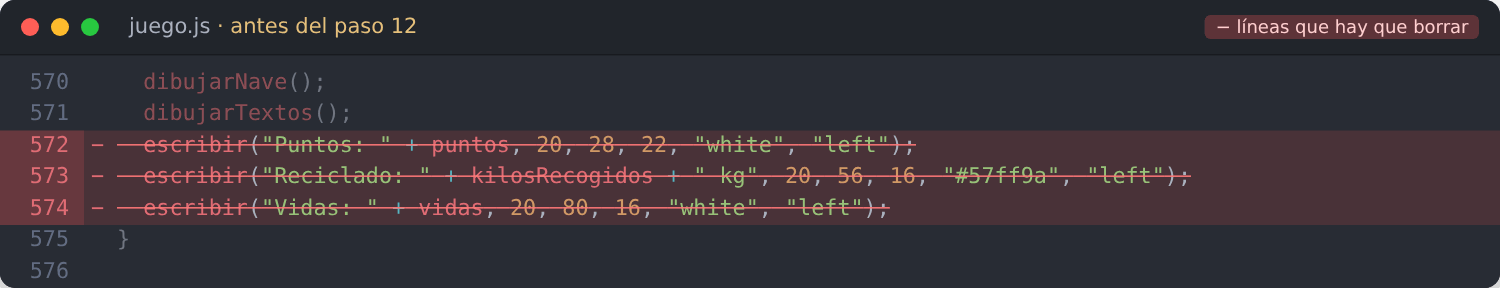 juego.js · antes del paso 12
− líneas que hay que borrar
570 dibujarNave();
571 dibujarTextos();
572 − escribir("Puntos: " + puntos, 20, 28, 22, "white", "left");
573 − escribir("Reciclado: " + kilosRecogidos + " kg", 20, 56, 16, "#57ff9a", "left");
574 − escribir("Vidas: " + vidas, 20, 80, 16, "white", "left");
575 }
576